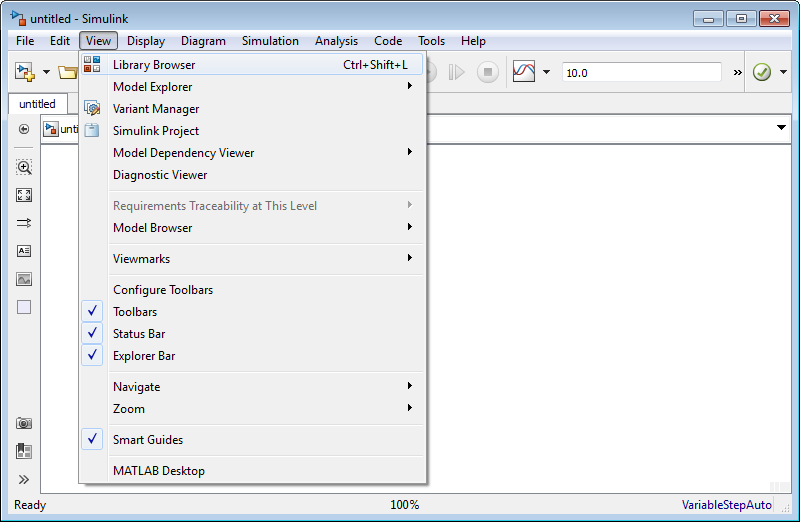 untitled - Simulink
File Edit View Display Diagram Simulation Analysis Code Tools Help
10.0 »
untitled
Library Browser Ctrl+Shift+L
Model Explorer
Variant Manager
Simulink Project
Model Dependency Viewer
Diagnostic Viewer
Requirements Traceability at This Level
Model Browser
Viewmarks
Configure Toolbars
Toolbars
Status Bar
Explorer Bar
Navigate
Zoom
Smart Guides
MATLAB Desktop
Ready 100% VariableStepAuto